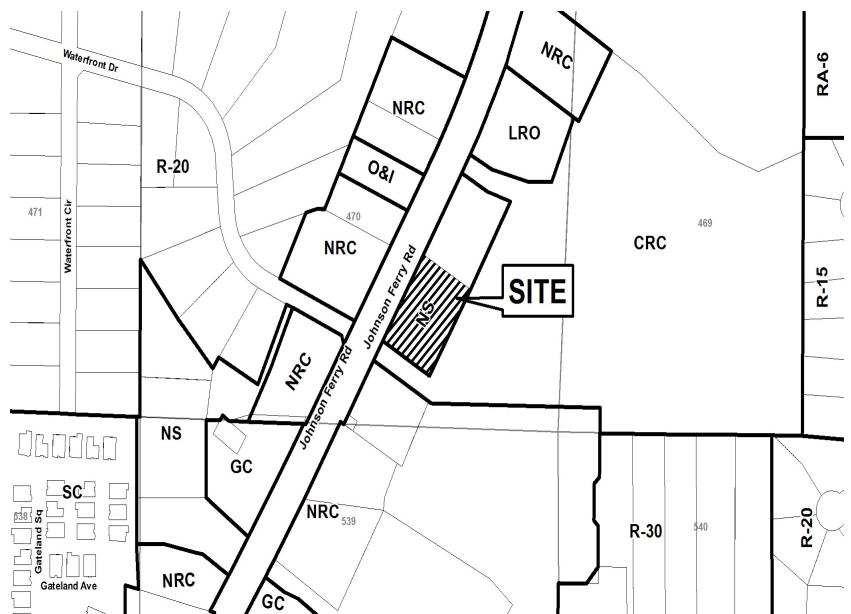 Waterfront Dr
NRC
RA-6
NRC
LRO
O&I
R-20
471
Waterfront Cir
470
469
NRC
CRC
Johnson Ferry Rd
SITE
NS
R-15
NRC
Johnson Ferry Rd
NS
GC
SC
538
Gateland Sq
NRC
539
R-30
540
R-20
NRC
Gateland Ave
GC